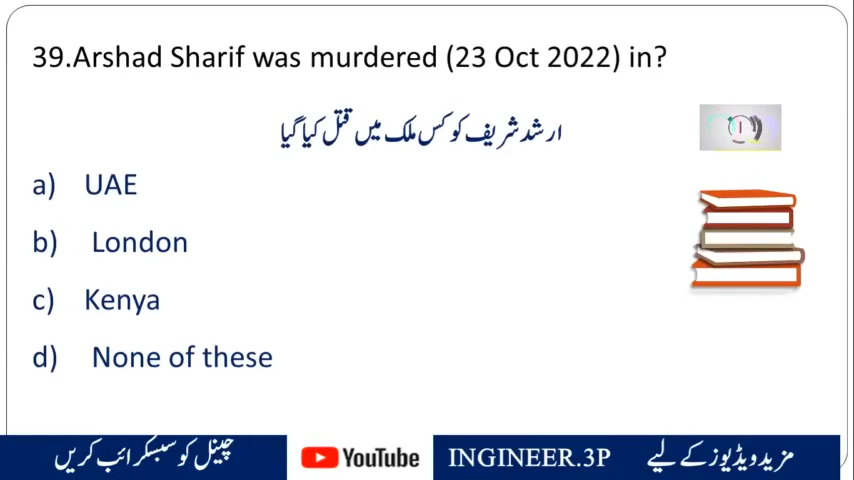 39.Arshad Sharif was murdered (23 Oct 2022) in?
ارشد شریف کو کس ملک میں قتل کیا گیا
a) UAE
b) London
c) Kenya
d) None of these
مزید ویڈیوز کے لیے INGINEER.3P YouTube چینل کو سبسکرائب کریں